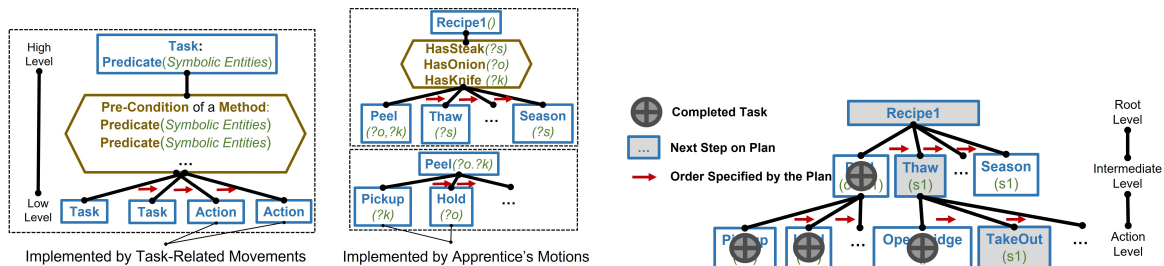 High
Level
Low
Level
Task:
Predicate(Symbolic Entities)
Pre-Condition of a Method:
Predicate(Symbolic Entities)
Predicate(Symbolic Entities)
...
Task
Task
Action
Action
Implemented by Task-Related Movements
Recipe1()
HasSteak(?s)
HasOnion(?o)
HasKnife (?k)
Peel
(?o,?k)
Thaw
(?s)
...
Season
(?s)
Peel(?o.?k)
Pickup
(?k)
Hold
(?o)
...
Implemented by Apprentice's Motions
Completed Task
... Next Step on Plan
Order Specified by the Plan
Recipe1
Thaw
(s1)
...
Season
(s1)
...
TakeOut
(s1)
...
Root
Level
Intermediate
Level
Action
Level